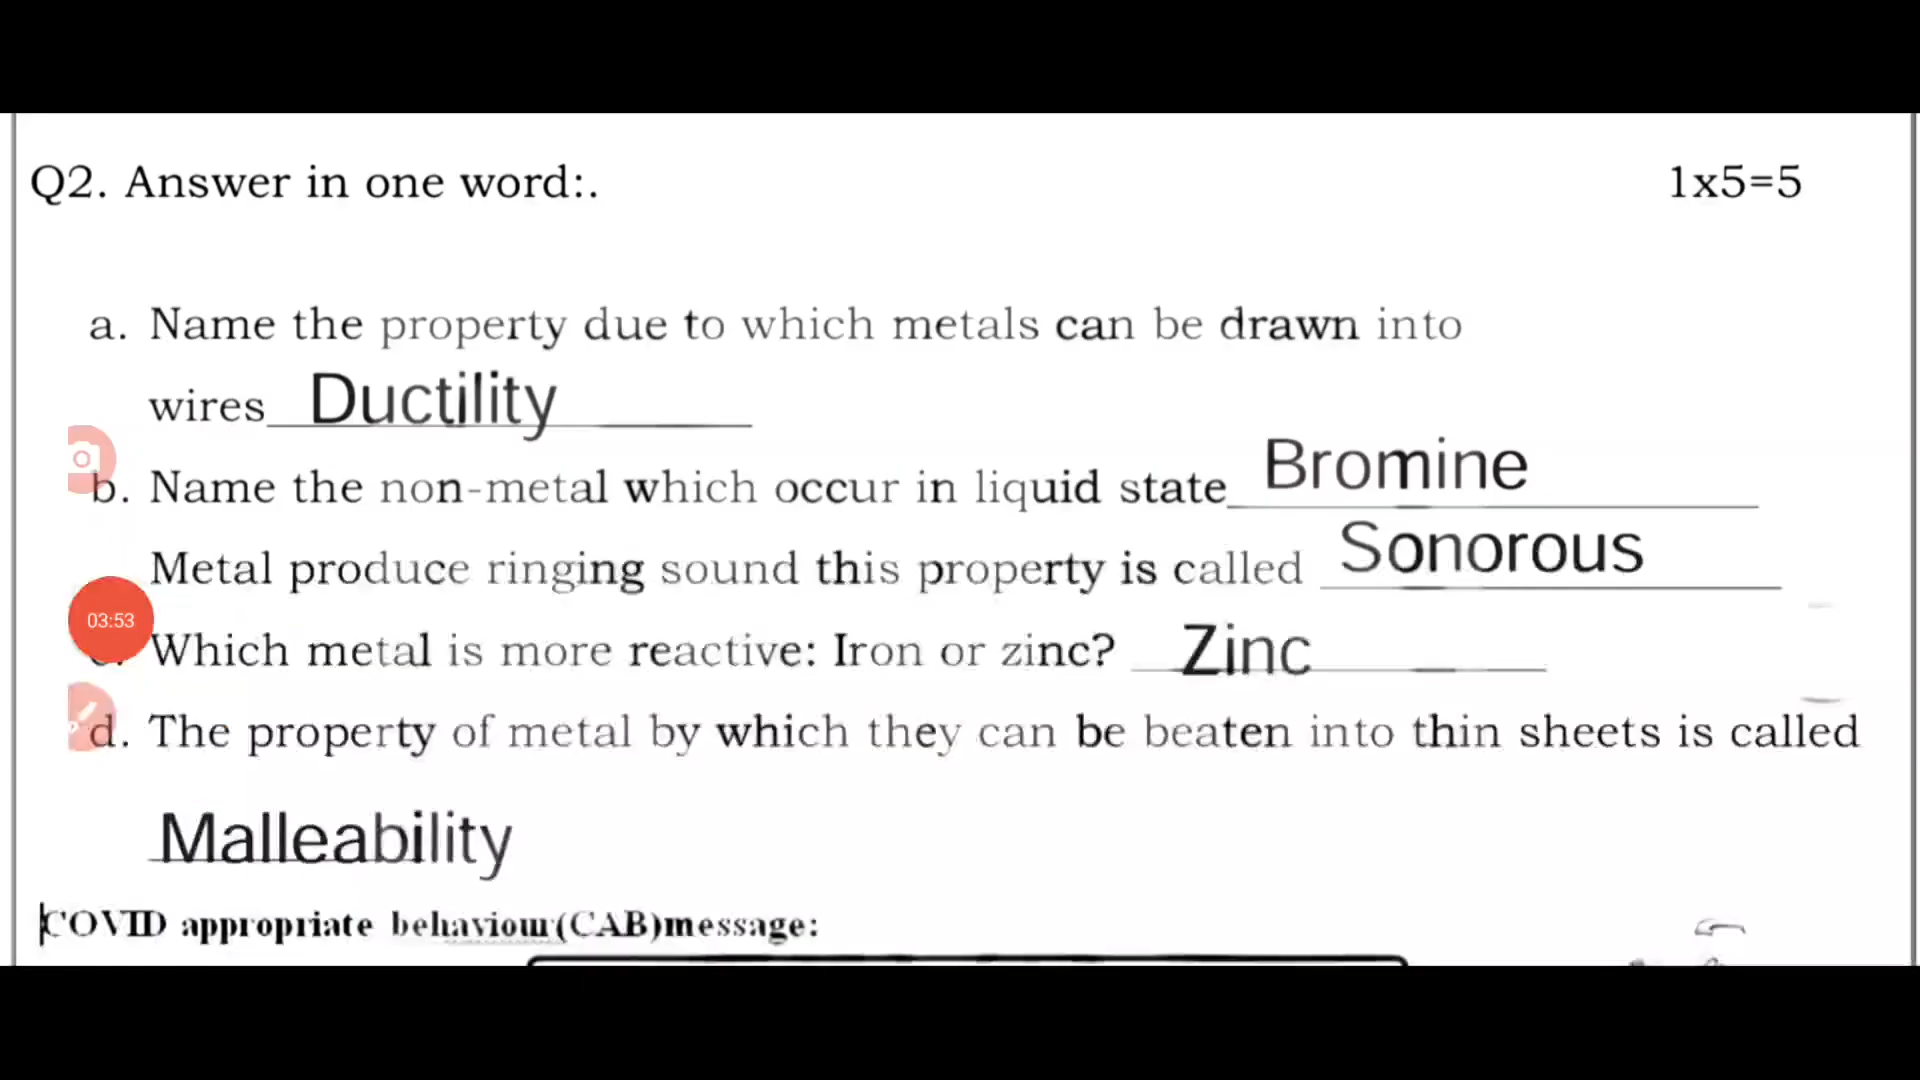 Q2. Answer in one word:. 1x5=5
a. Name the property due to which metals can be drawn into
wires Ductility
b. Name the non-metal which occur in liquid state Bromine
Metal produce ringing sound this property is called Sonorous
03:53
Which metal is more reactive: Iron or zinc? Zinc
d. The property of metal by which they can be beaten into thin sheets is called
Malleability
COVID appropriate behaviour(CAB)message: